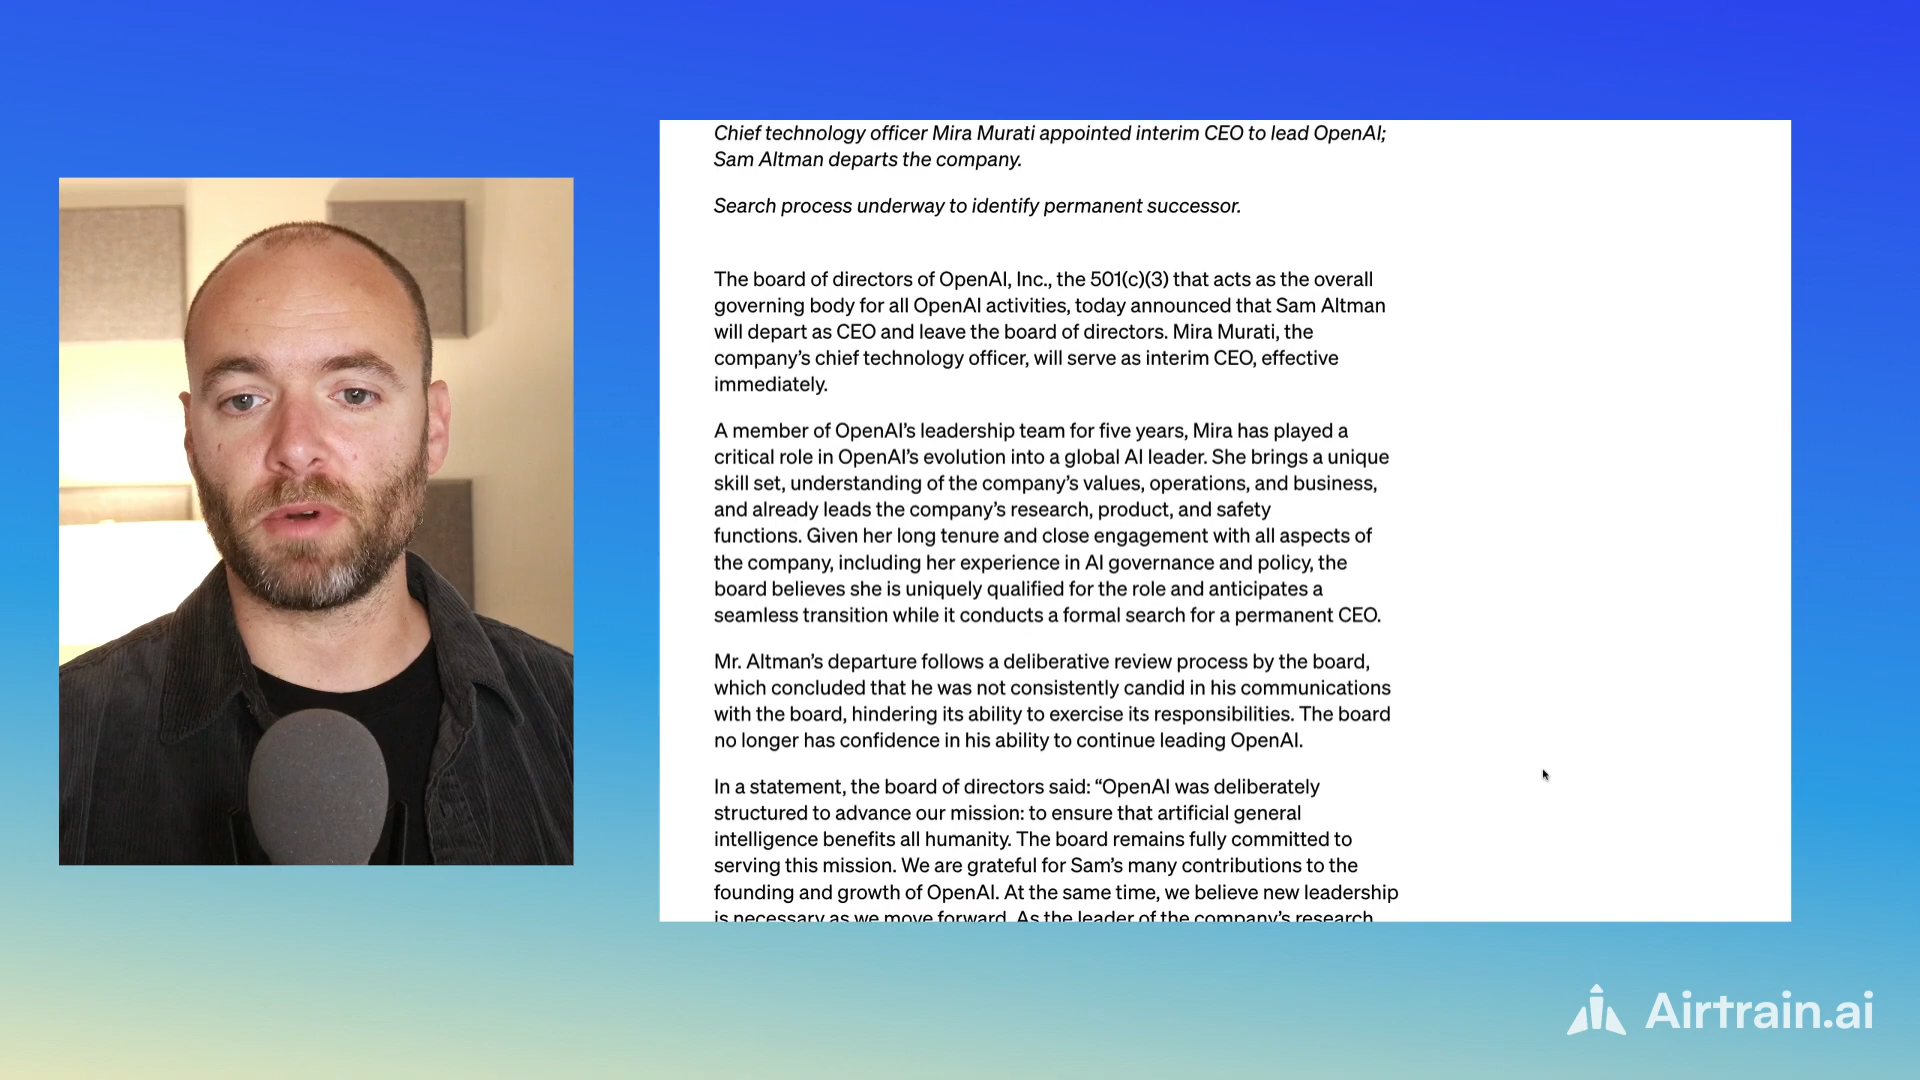 Chief technology officer Mira Murati appointed interim CEO to lead OpenAI;
Sam Altman departs the company.
Search process underway to identify permanent successor.
The board of directors of OpenAI, Inc., the 501(c)(3) that acts as the overall
governing body for all OpenAI activities, today announced that Sam Altman
will depart as CEO and leave the board of directors. Mira Murati, the
company’s chief technology officer, will serve as interim CEO, effective
immediately.
A member of OpenAI’s leadership team for five years, Mira has played a
critical role in OpenAI’s evolution into a global AI leader. She brings a unique
skill set, understanding of the company’s values, operations, and business,
and already leads the company’s research, product, and safety
functions. Given her long tenure and close engagement with all aspects of
the company, including her experience in AI governance and policy, the
board believes she is uniquely qualified for the role and anticipates a
seamless transition while it conducts a formal search for a permanent CEO.
Mr. Altman’s departure follows a deliberative review process by the board,
which concluded that he was not consistently candid in his communications
with the board, hindering its ability to exercise its responsibilities. The board
no longer has confidence in his ability to continue leading OpenAI.
In a statement, the board of directors said: “OpenAI was deliberately
structured to advance our mission: to ensure that artificial general
intelligence benefits all humanity. The board remains fully committed to
serving this mission. We are grateful for Sam’s many contributions to the
founding and growth of OpenAI. At the same time, we believe new leadership
is necessary as we move forward. As the leader of the company’s research,
Airtrain.ai